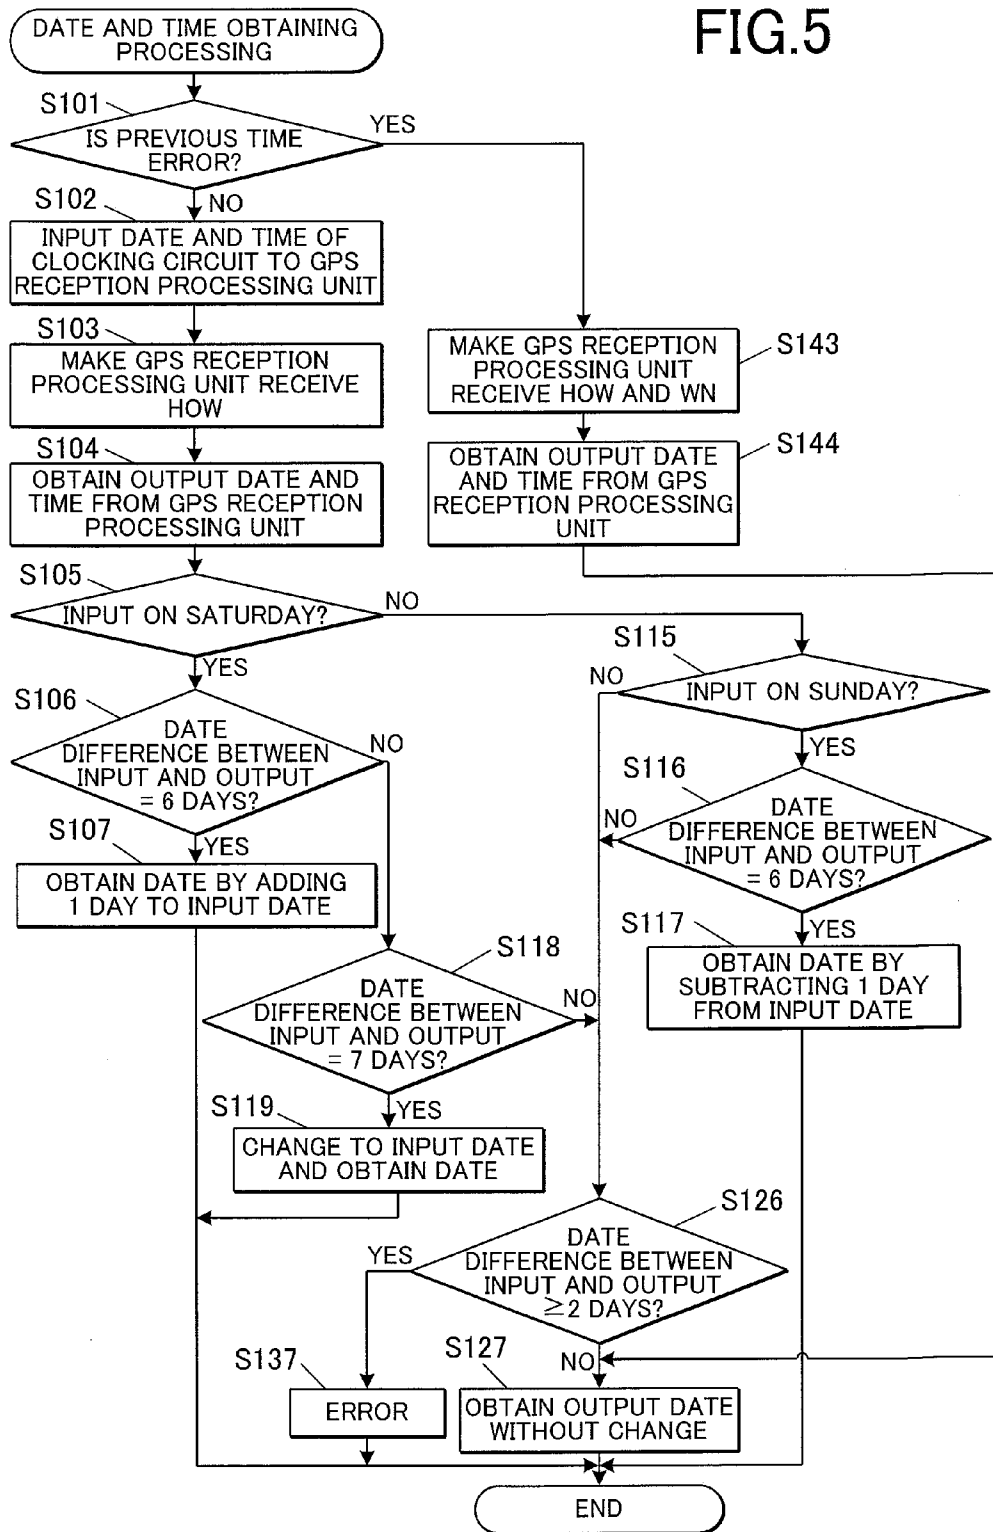 FIG.5
DATE AND TIME OBTAINING
PROCESSING
S101
IS PREVIOUS TIME
ERROR?
YES
NO
S102
INPUT DATE AND TIME OF
CLOCKING CIRCUIT TO GPS
RECEPTION PROCESSING UNIT
S103
MAKE GPS RECEPTION
PROCESSING UNIT RECEIVE
HOW
S143
MAKE GPS RECEPTION
PROCESSING UNIT
RECEIVE HOW AND WN
S104
OBTAIN OUTPUT DATE AND
TIME FROM GPS RECEPTION
PROCESSING UNIT
S144
OBTAIN OUTPUT DATE
AND TIME FROM GPS
RECEPTION PROCESSING
UNIT
S105
INPUT ON SATURDAY?
NO
YES
S115
INPUT ON SUNDAY?
NO
YES
S106
DATE
DIFFERENCE BETWEEN
INPUT AND OUTPUT
= 6 DAYS?
NO
YES
S116
DATE
DIFFERENCE BETWEEN
INPUT AND OUTPUT
= 6 DAYS?
NO
YES
S107
OBTAIN DATE BY ADDING
1 DAY TO INPUT DATE
S117
OBTAIN DATE BY
SUBTRACTING 1 DAY
FROM INPUT DATE
S118
DATE
DIFFERENCE BETWEEN
INPUT AND OUTPUT
= 7 DAYS?
NO
YES
S119
CHANGE TO INPUT DATE
AND OBTAIN DATE
S126
DATE
DIFFERENCE BETWEEN
INPUT AND OUTPUT
≧2 DAYS?
YES
NO
S137
ERROR
S127
OBTAIN OUTPUT DATE
WITHOUT CHANGE
END